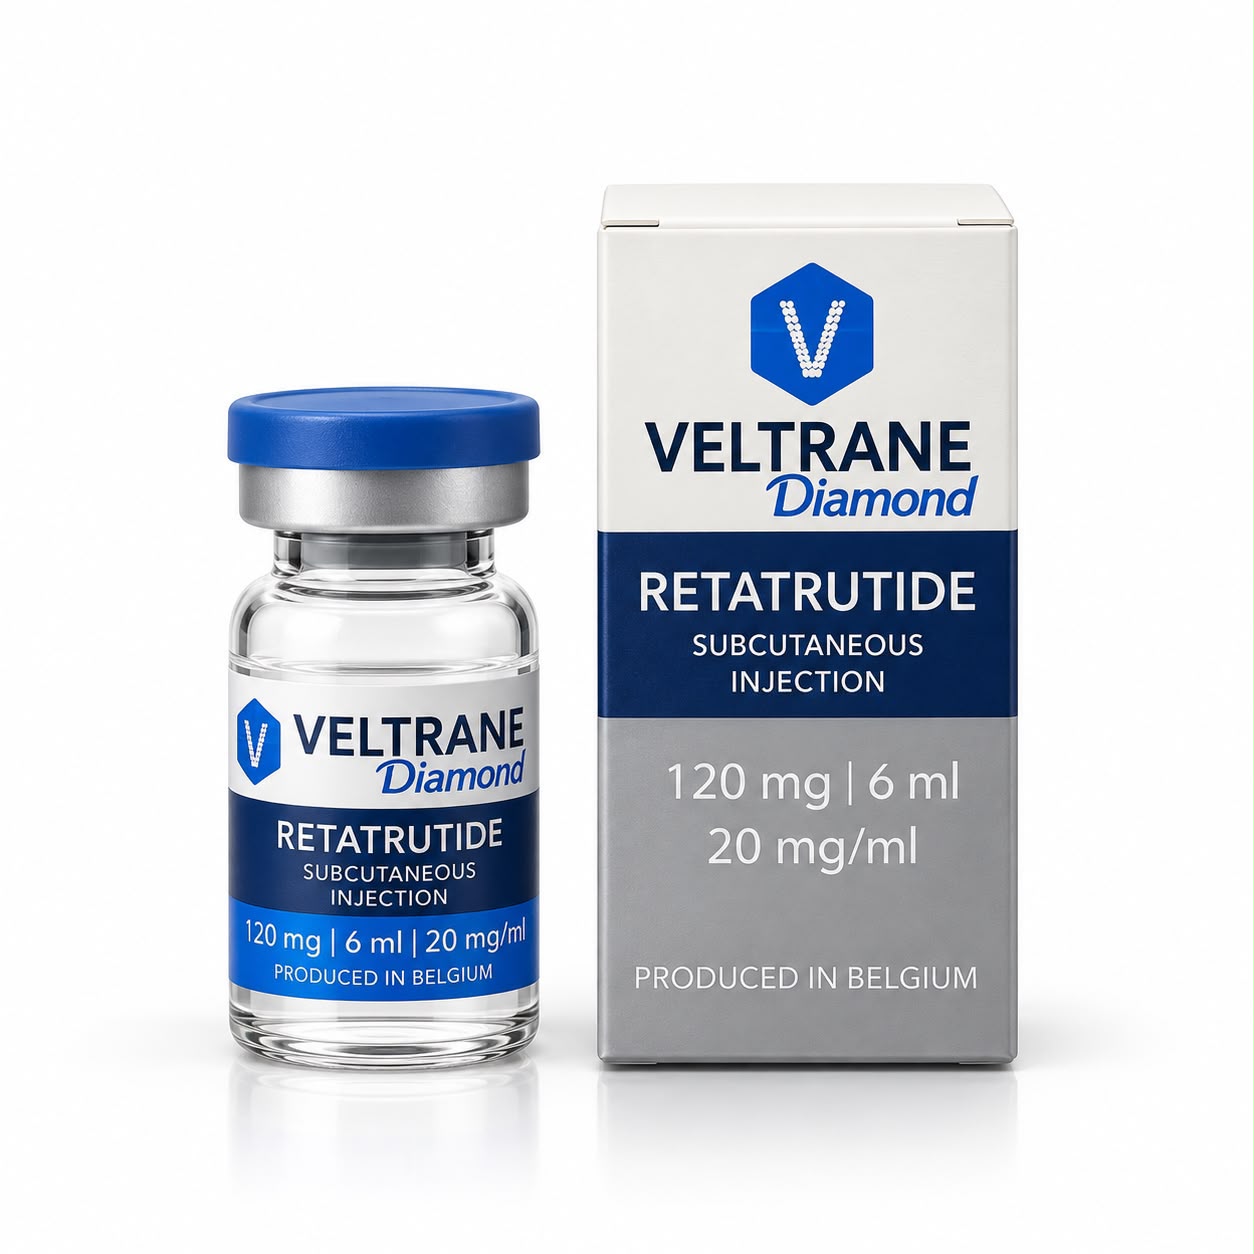 V
VELTRANE
Diamond
RETATRUTIDE
SUBCUTANEOUS
INJECTION
120 mg | 6 ml | 20 mg/ml
PRODUCED IN BELGIUM
V
VELTRANE
Diamond
RETATRUTIDE
SUBCUTANEOUS
INJECTION
120 mg | 6 ml
20 mg/ml
PRODUCED IN BELGIUM